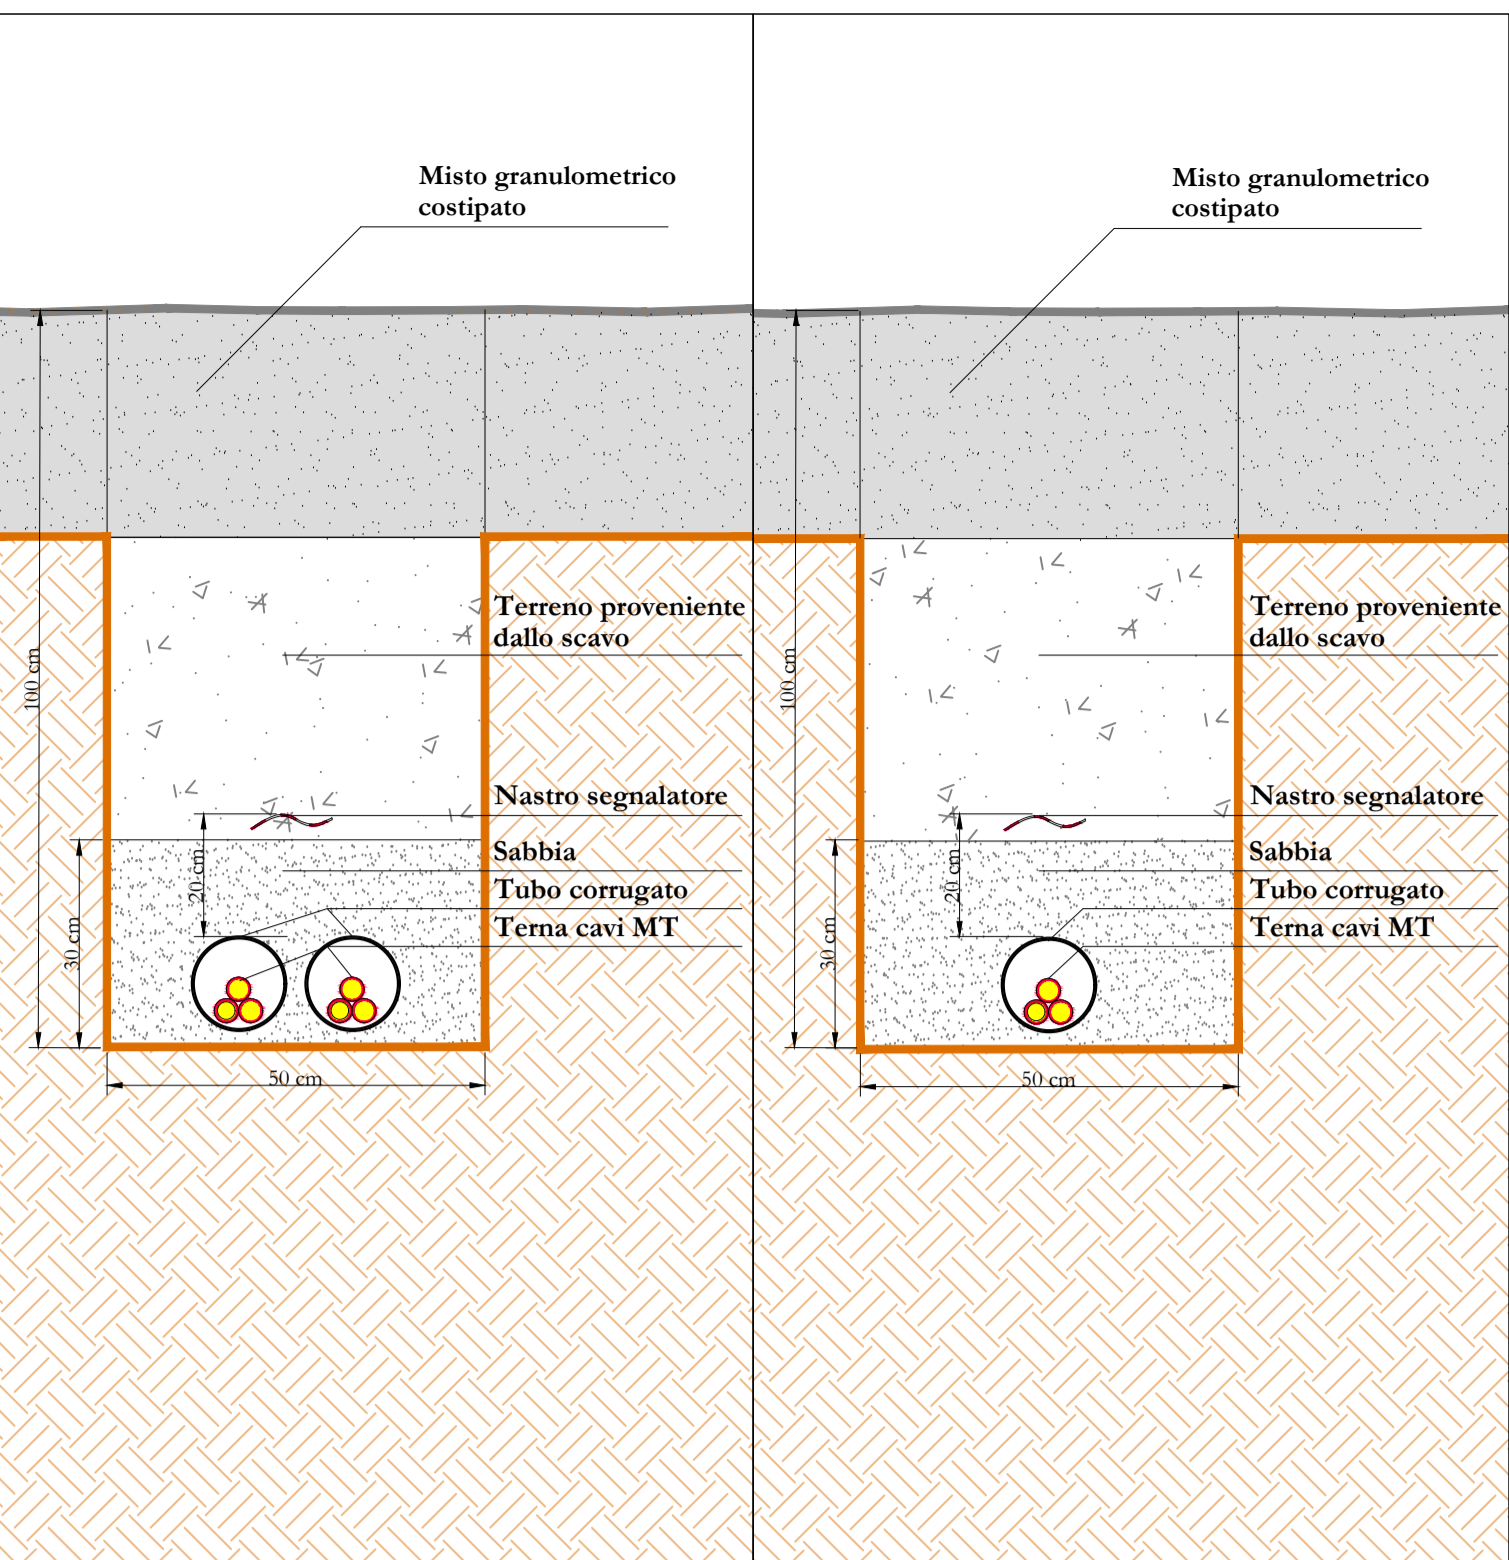 Misto granulometrico
costipato
Terreno proveniente
dallo scavo
100 cm
Nastro segnalatore
Sabbia
20 cm
Tubo corrugato
Terna cavi MT
30 cm
50 cm
Misto granulometrico
costipato
Terreno proveniente
dallo scavo
100 cm
Nastro segnalatore
Sabbia
20 cm
Tubo corrugato
Terna cavi MT
30 cm
50 cm